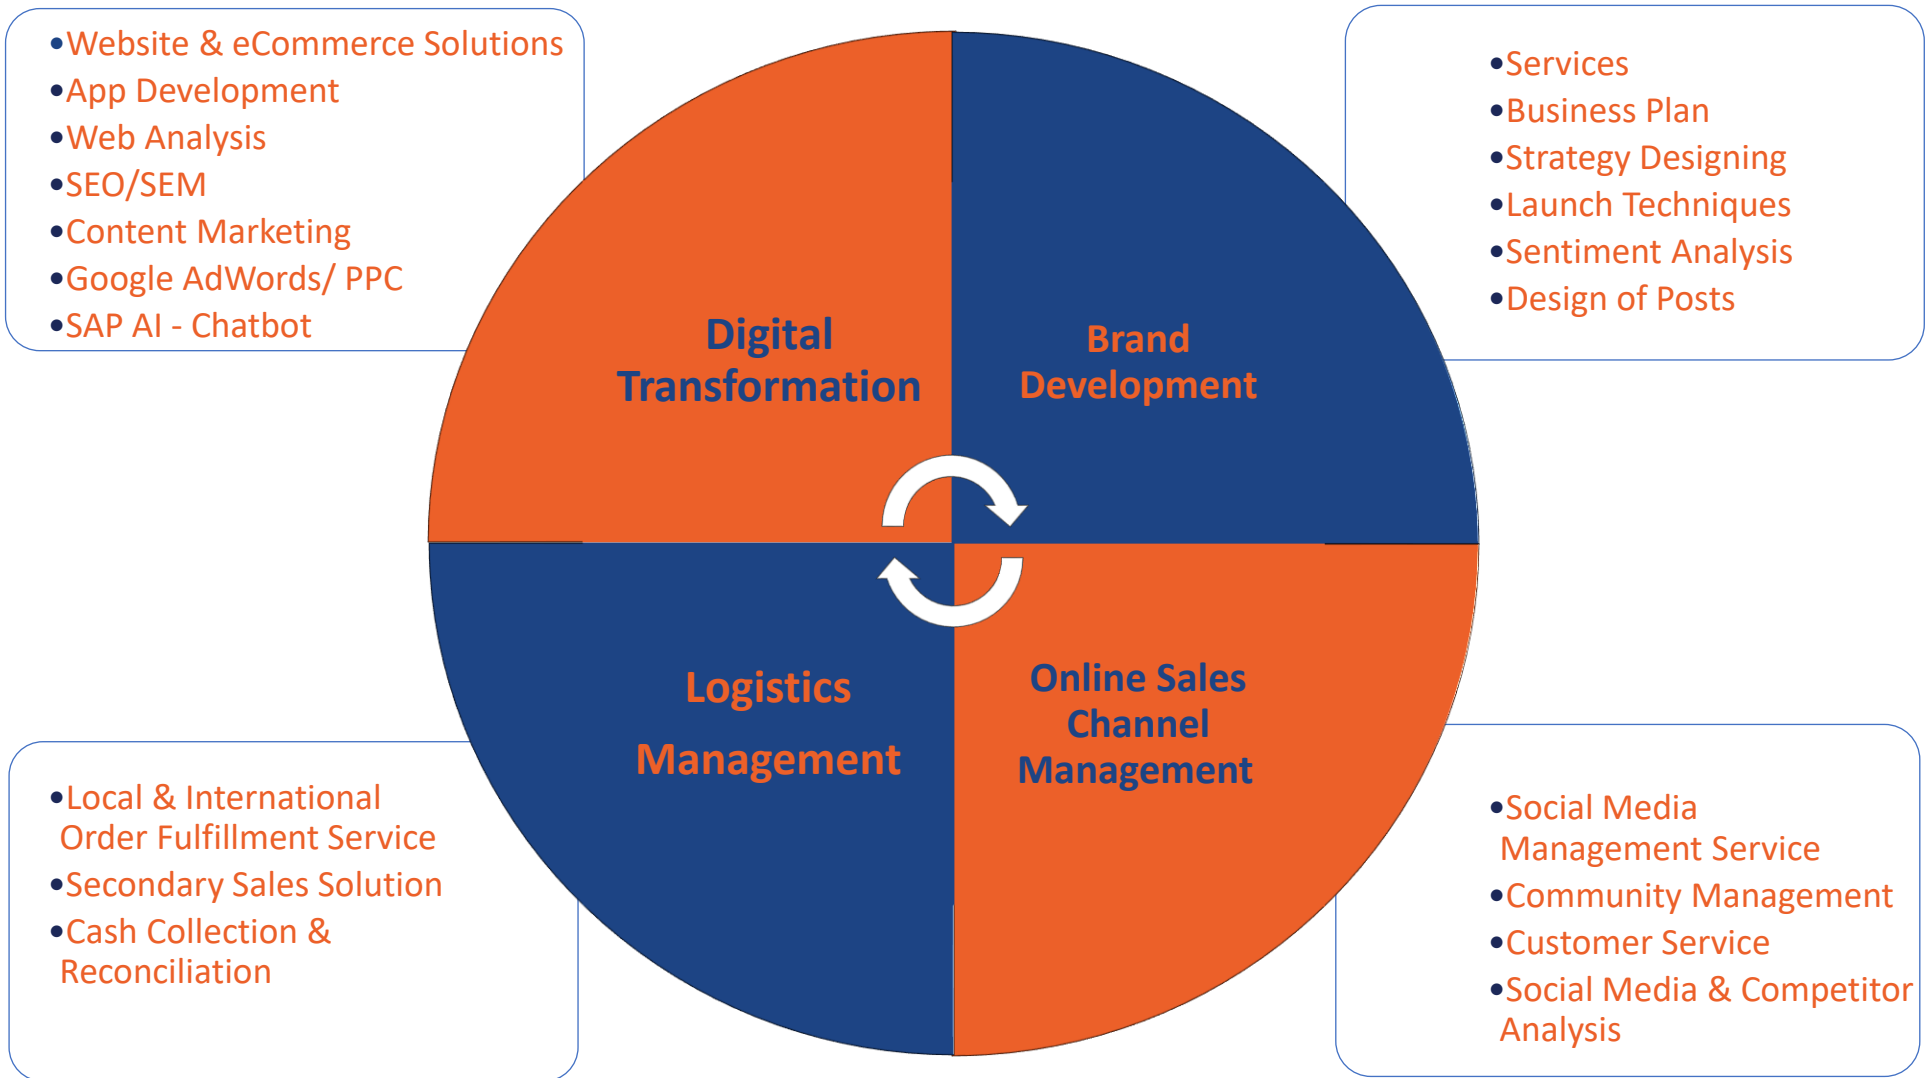 •Website & eCommerce Solutions
•App Development
•Web Analysis
•SEO/SEM
•Content Marketing
•Google AdWords/ PPC
•SAP AI - Chatbot
•Services
•Business Plan
•Strategy Designing
•Launch Techniques
•Sentiment Analysis
•Design of Posts
Digital
Transformation
Brand
Development
Logistics
Management
Online Sales
Channel
Management
•Local & International
Order Fulfillment Service
•Secondary Sales Solution
•Cash Collection &
Reconciliation
•Social Media
Management Service
•Community Management
•Customer Service
•Social Media & Competitor
Analysis